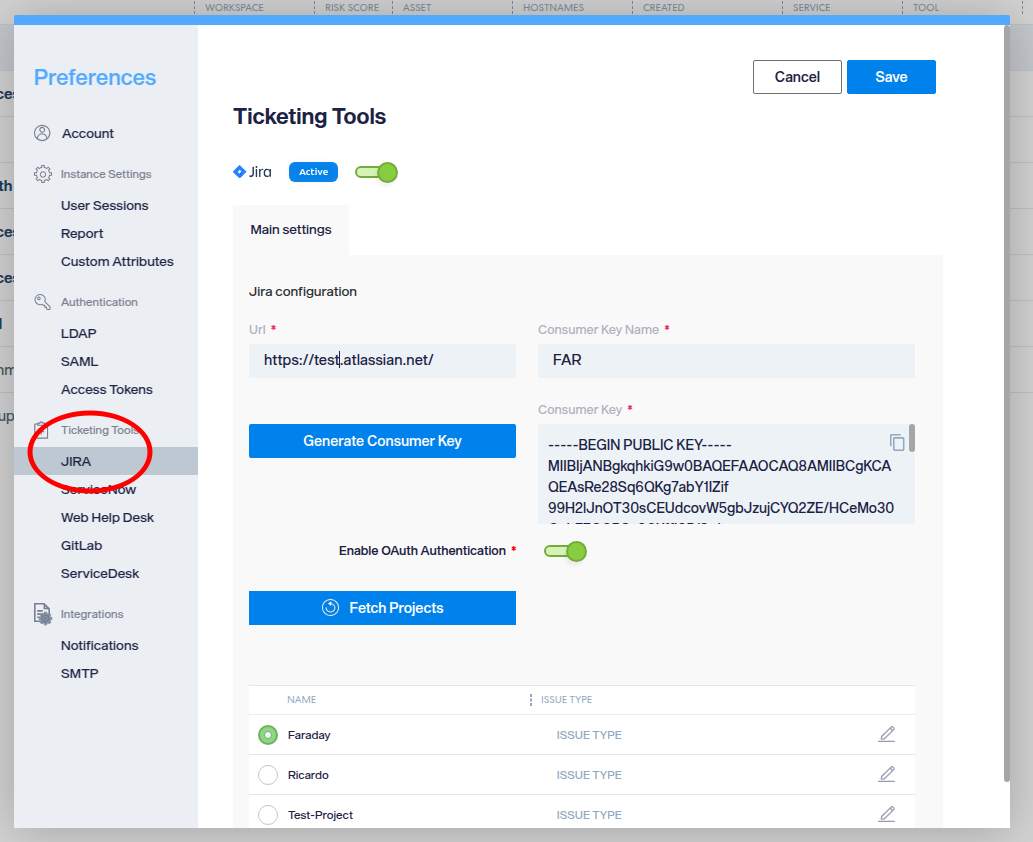 WORKSPACE RISK SCORE ASSET HOSTNAMES CREATED SERVICE TOOL
Preferences
Account
Instance Settings
User Sessions
Report
Custom Attributes
Authentication
LDAP
SAML
Access Tokens
Ticketing Tools
JIRA
ServiceNow
Web Help Desk
GitLab
ServiceDesk
Integrations
Notifications
SMTP
Cancel Save
Ticketing Tools
Jira Active
Main settings
Jira configuration
Url *
https://test.atlassian.net/
Consumer Key Name *
FAR
Generate Consumer Key
Consumer Key *
-----BEGIN PUBLIC KEY-----
MIIBIjANBgkqhkiG9w0BAQEFAAOCAQ8AMIIBCgKCA
QEAsRe28Sq6QKg7abY1lZif
99H2lJnOT30sCEUdcovW5gbJzujCYQ2ZE/HCeMo30
Enable OAuth Authentication *
Fetch Projects
NAME ISSUE TYPE
Faraday ISSUE TYPE
Ricardo ISSUE TYPE
Test-Project ISSUE TYPE